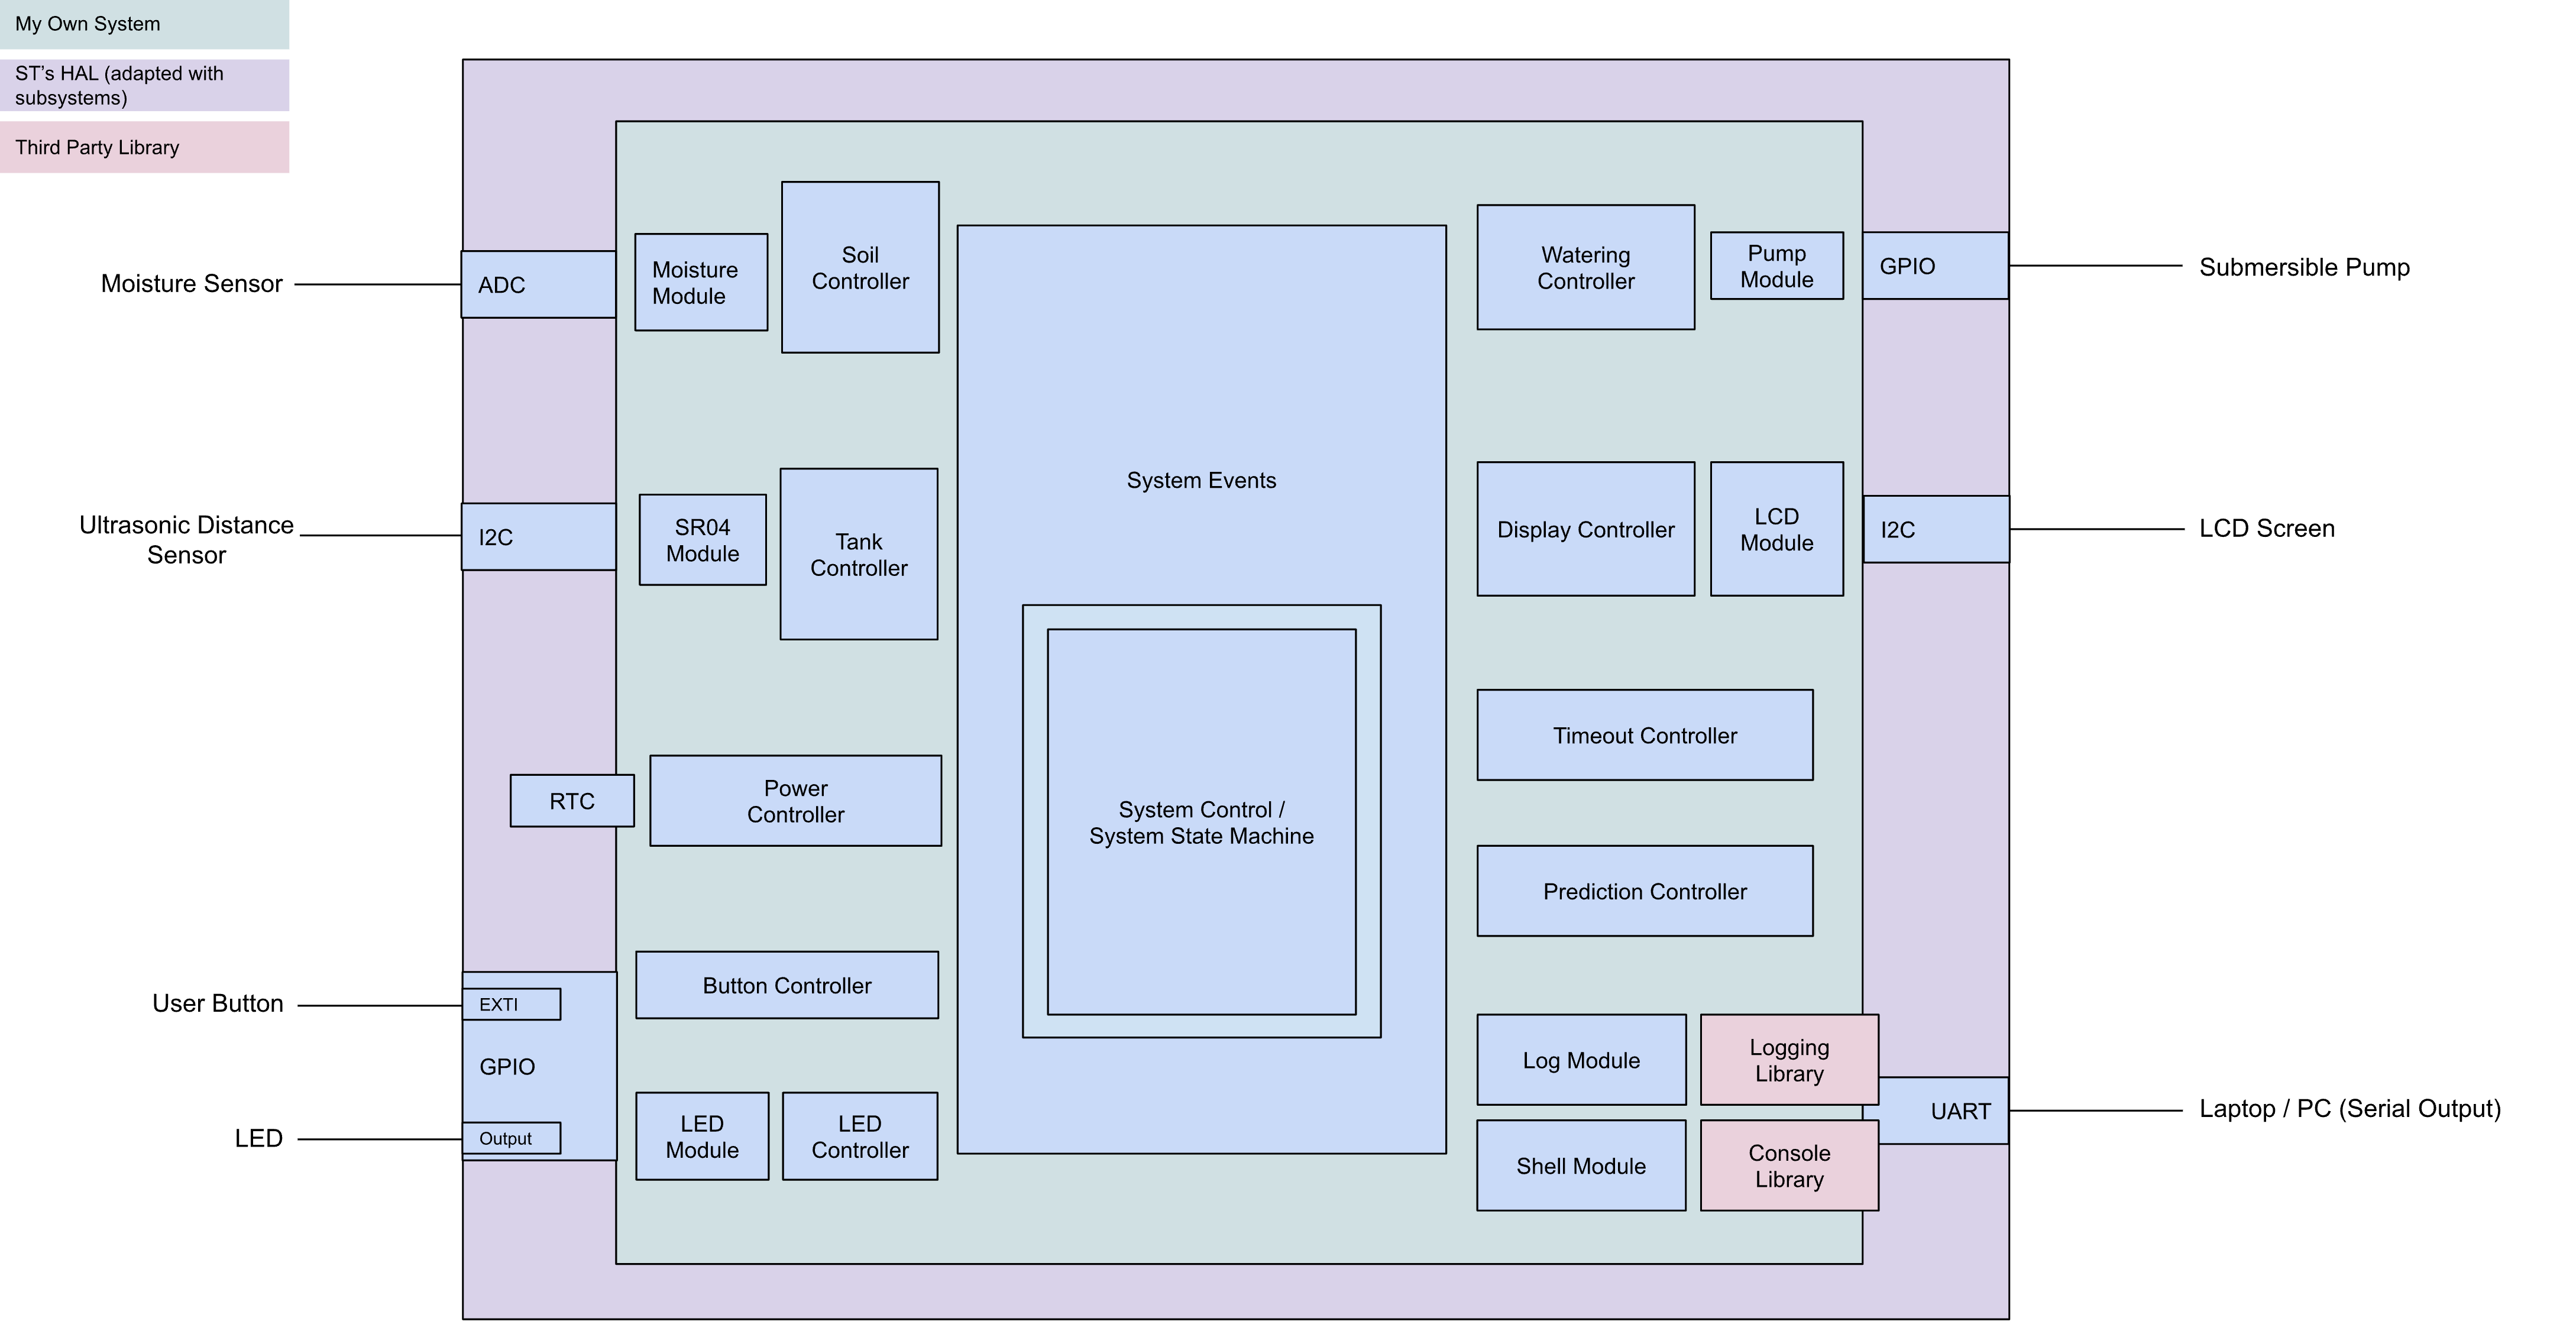 My Own System
ST's HAL (adapted with
subsystems)
Third Party Library
Moisture Sensor
ADC
Moisture
Module
Soil
Controller
Ultrasonic Distance
Sensor
I2C
SR04
Module
Tank
Controller
RTC
Power
Controller
User Button
EXTI
GPIO
Button Controller
LED
Output
LED
Module
LED
Controller
System Events
System Control /
System State Machine
Watering
Controller
Pump
Module
GPIO
Submersible Pump
Display Controller
LCD
Module
I2C
LCD Screen
Timeout Controller
Prediction Controller
Log Module
Logging
Library
UART
Laptop / PC (Serial Output)
Shell Module
Console
Library